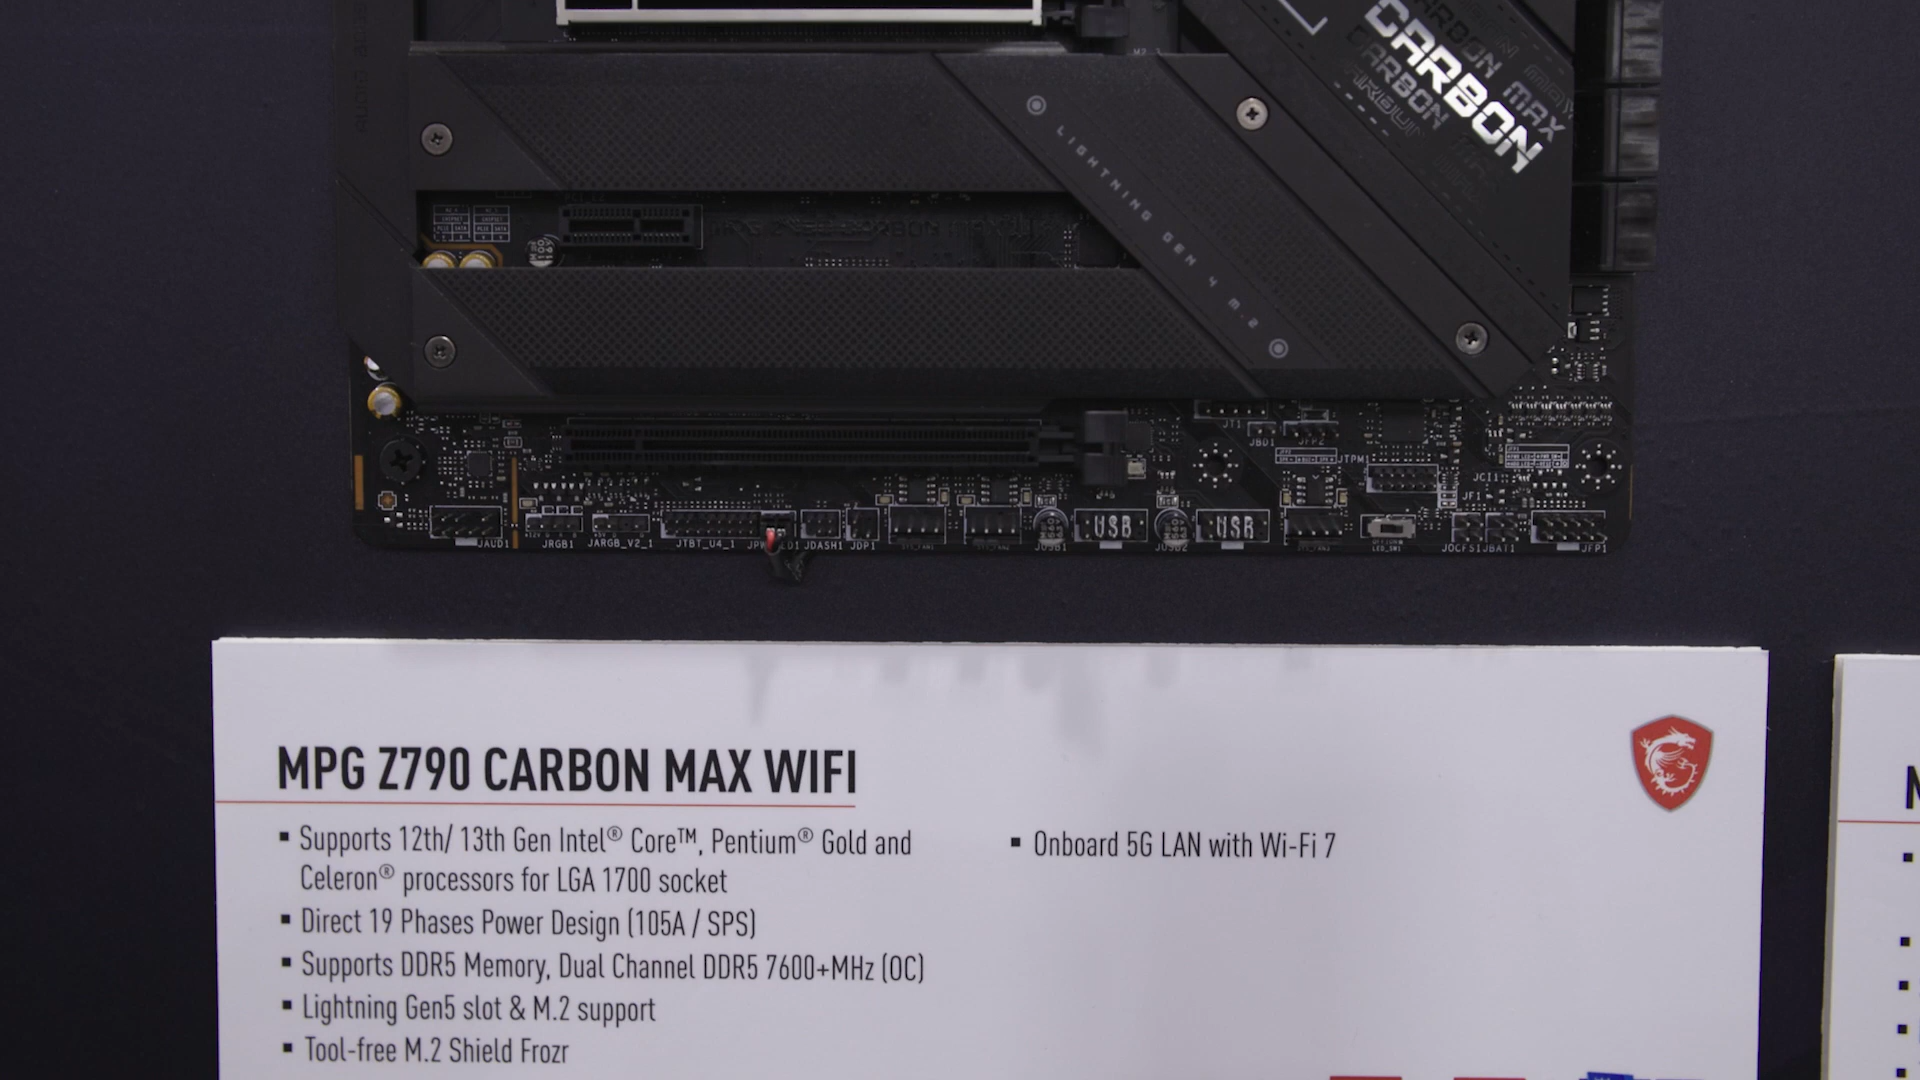 CARBON
CARBON MAX
CARBON
CARBON
LIGHTNING GEN 4 M.2
JT1
JBD1
JFP2
JTPM1
JCI1
JF1
USB
USB
JAUD1
JRGB1
JARGB_V2_1
JTBT_U4_1
JDASH1
JDP1
JUSB1
JUSB2
LED_SW1
JOCFS1
JBAT1
JFP1
MPG Z790 CARBON MAX WIFI
▪ Supports 12th/ 13th Gen Intel® Core™, Pentium® Gold and
Celeron® processors for LGA 1700 socket
▪ Direct 19 Phases Power Design (105A / SPS)
▪ Supports DDR5 Memory, Dual Channel DDR5 7600+MHz (OC)
▪ Lightning Gen5 slot & M.2 support
▪ Tool-free M.2 Shield Frozr
▪ Onboard 5G LAN with Wi-Fi 7